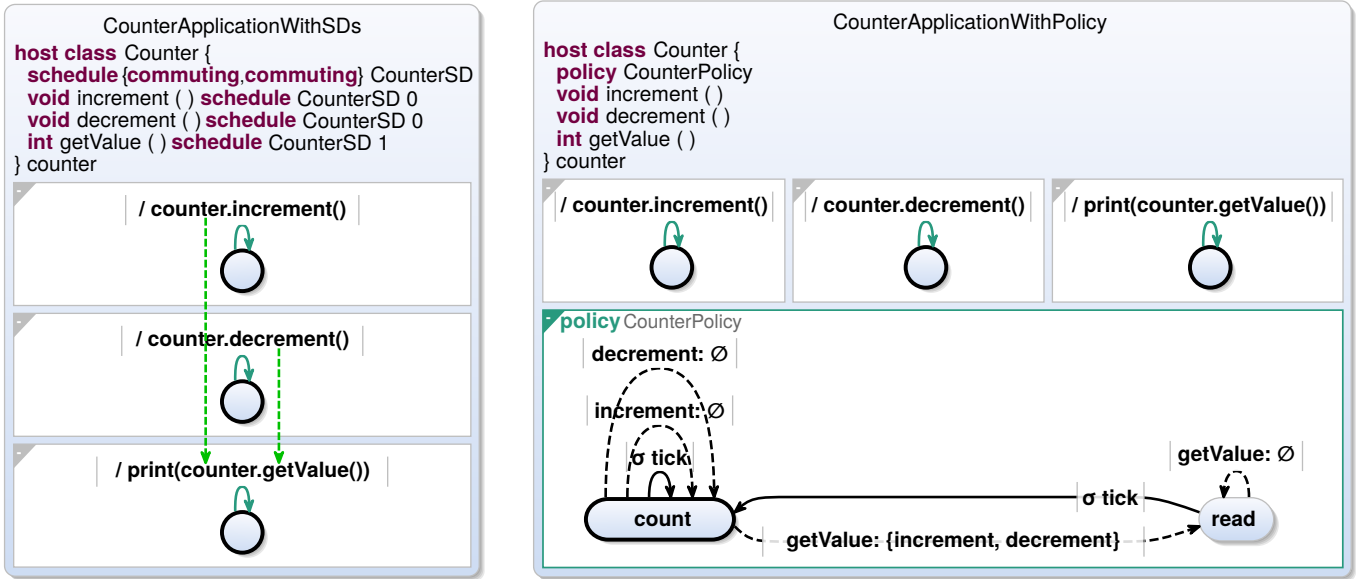 CounterApplicationWithSDs
host class Counter {
schedule {commuting,commuting} CounterSD
void increment ( ) schedule CounterSD 0
void decrement ( ) schedule CounterSD 0
int getValue ( ) schedule CounterSD 1
} counter
-
/ counter.increment()
-
/ counter.decrement()
-
/ print(counter.getValue())
CounterApplicationWithPolicy
host class Counter {
policy CounterPolicy
void increment ( )
void decrement ( )
int getValue ( )
} counter
-
/ counter.increment()
-
/ counter.decrement()
-
/ print(counter.getValue())
- policy CounterPolicy
decrement: ∅
increment: ∅
σ tick
count
getValue: ∅
σ tick
read
getValue: {increment, decrement}